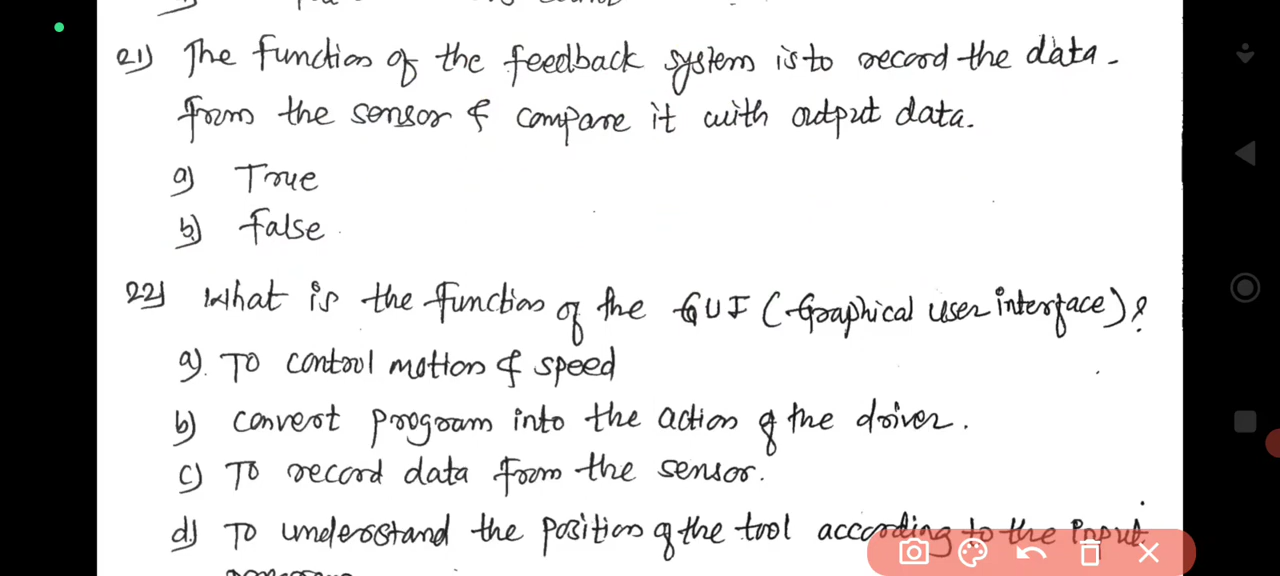 21) The function of the feedback system is to record the data
from the sensor & compare it with output data.
a) True
b) False
22) What is the function of the GUI (Graphical user interface)?
a). To control motion & speed
b) convert program into the action of the driver.
c) To record data from the sensor.
d.) To understand the position of the tool according to the input